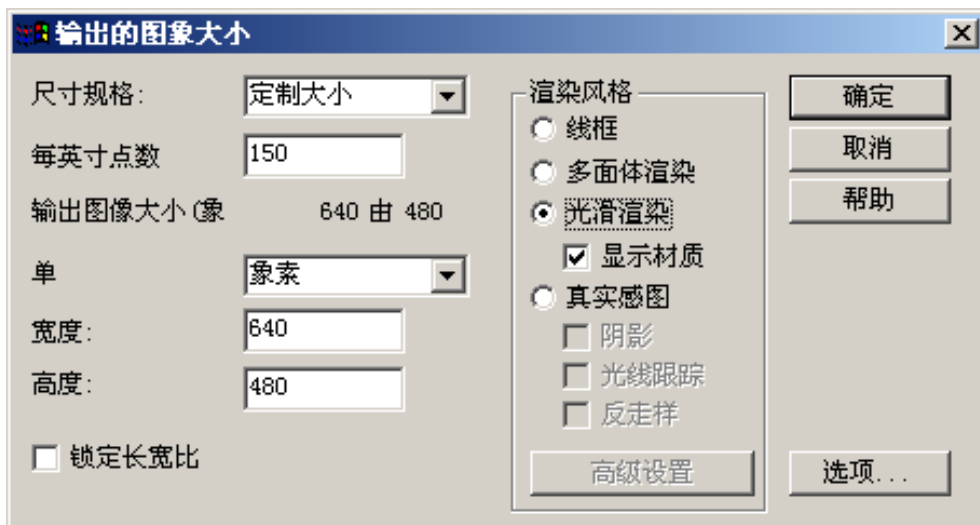 输出的图象大小
尺寸规格:
定制大小
每英寸点数
150
输出图像大小(象
640 由 480
单
象素
宽度:
640
高度:
480
锁定长宽比
渲染风格
线框
多面体渲染
光滑渲染
显示材质
真实感图
阴影
光线跟踪
反走样
高级设置
确定
取消
帮助
选项...